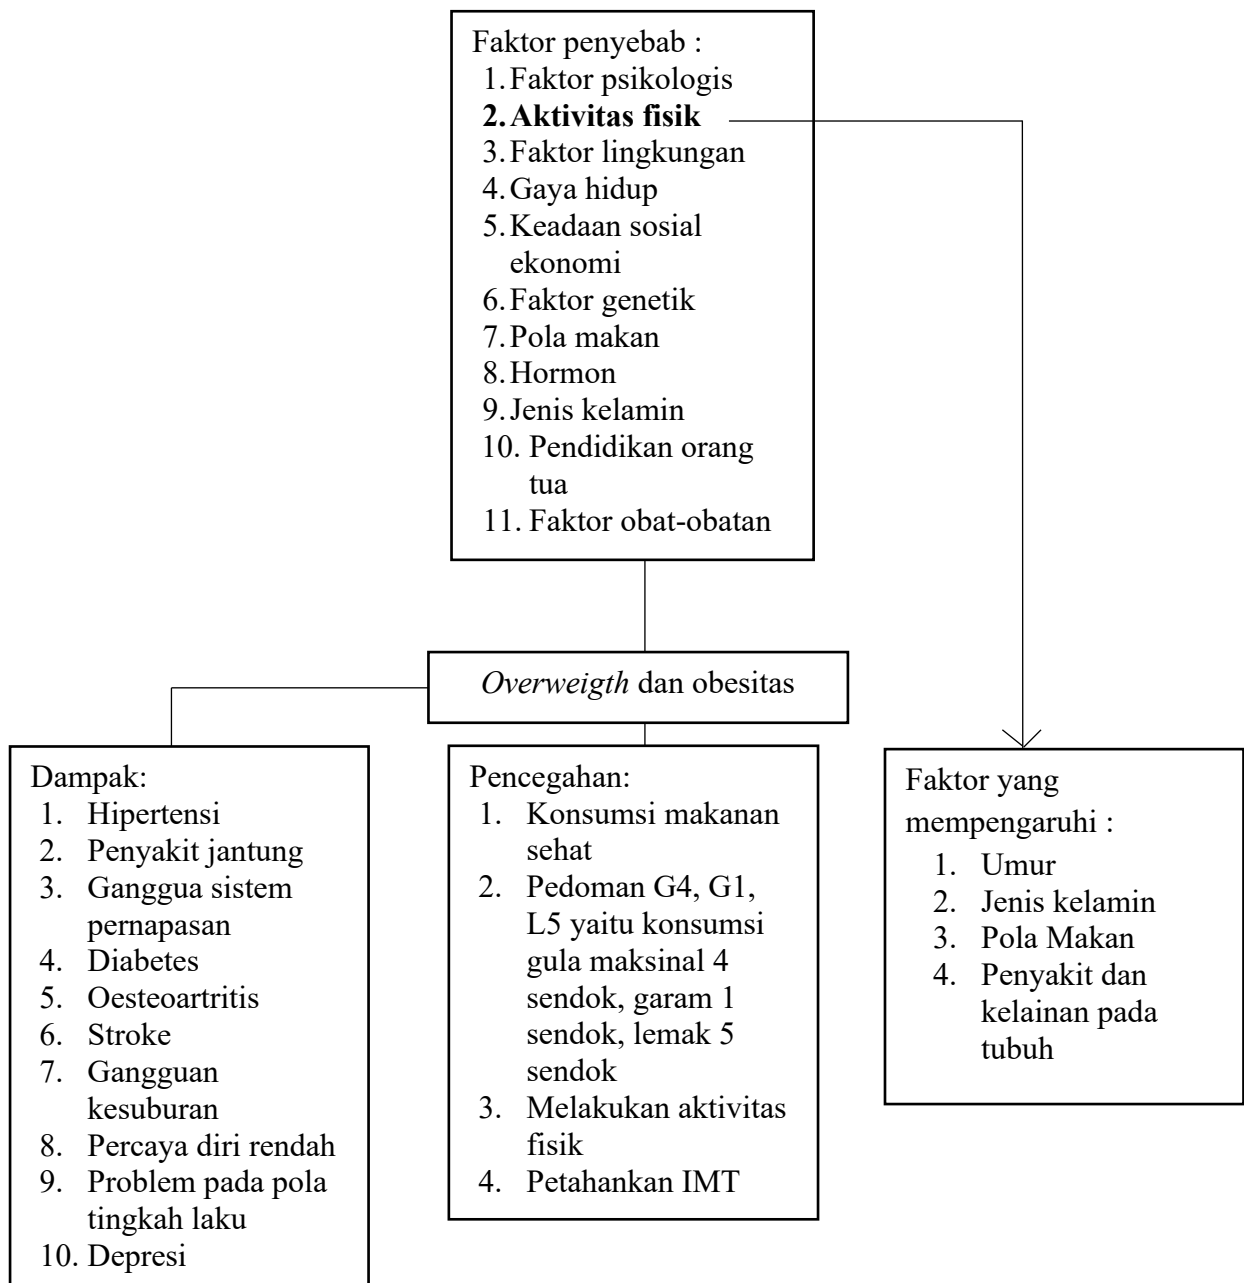 Faktor penyebab :
1. Faktor psikologis
2. Aktivitas fisik
3. Faktor lingkungan
4. Gaya hidup
5. Keadaan sosial
ekonomi
6. Faktor genetik
7. Pola makan
8. Hormon
9. Jenis kelamin
10. Pendidikan orang
tua
11. Faktor obat-obatan
Overweigth dan obesitas
Dampak:
1. Hipertensi
2. Penyakit jantung
3. Ganggua sistem
pernapasan
4. Diabetes
5. Oesteoartritis
6. Stroke
7. Gangguan
kesuburan
8. Percaya diri rendah
9. Problem pada pola
tingkah laku
10. Depresi
Pencegahan:
1. Konsumsi makanan
sehat
2. Pedoman G4, G1,
L5 yaitu konsumsi
gula maksinal 4
sendok, garam 1
sendok, lemak 5
sendok
3. Melakukan aktivitas
fisik
4. Petahankan IMT
Faktor yang
mempengaruhi :
1. Umur
2. Jenis kelamin
3. Pola Makan
4. Penyakit dan
kelainan pada
tubuh